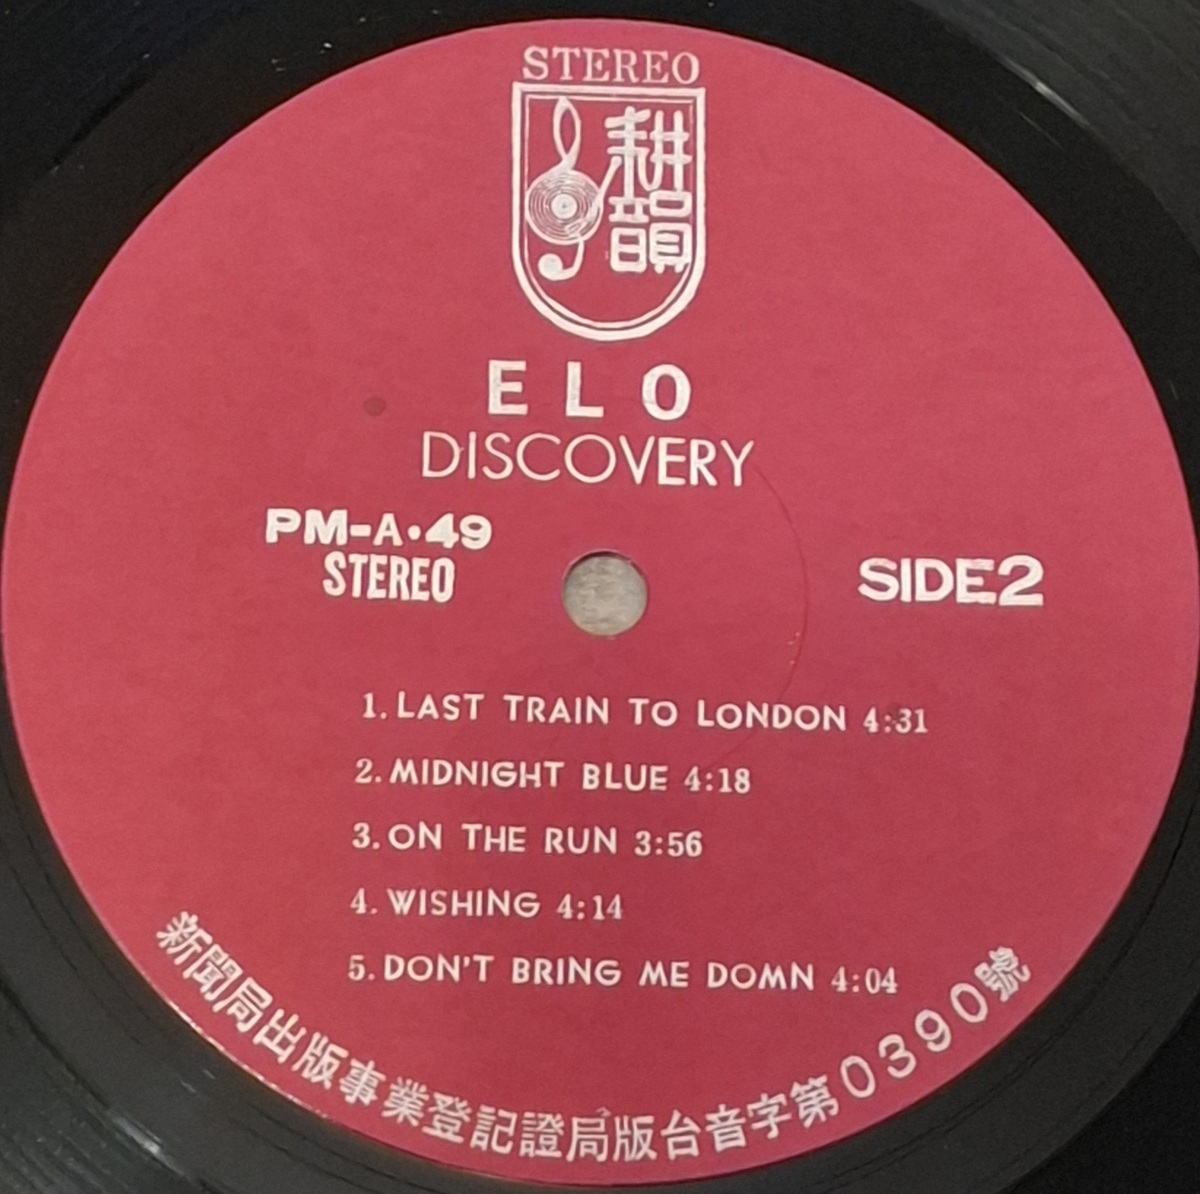 STEREO
耕韻
ELO
DISCOVERY
PM-A·49
STEREO
SIDE2
1. LAST TRAIN TO LONDON 4:31
2. MIDNIGHT BLUE 4:18
3. ON THE RUN 3:56
4. WISHING 4:14
5. DON'T BRING ME DOMN 4:04
新聞局出版事業登記證局版台音字第0390號